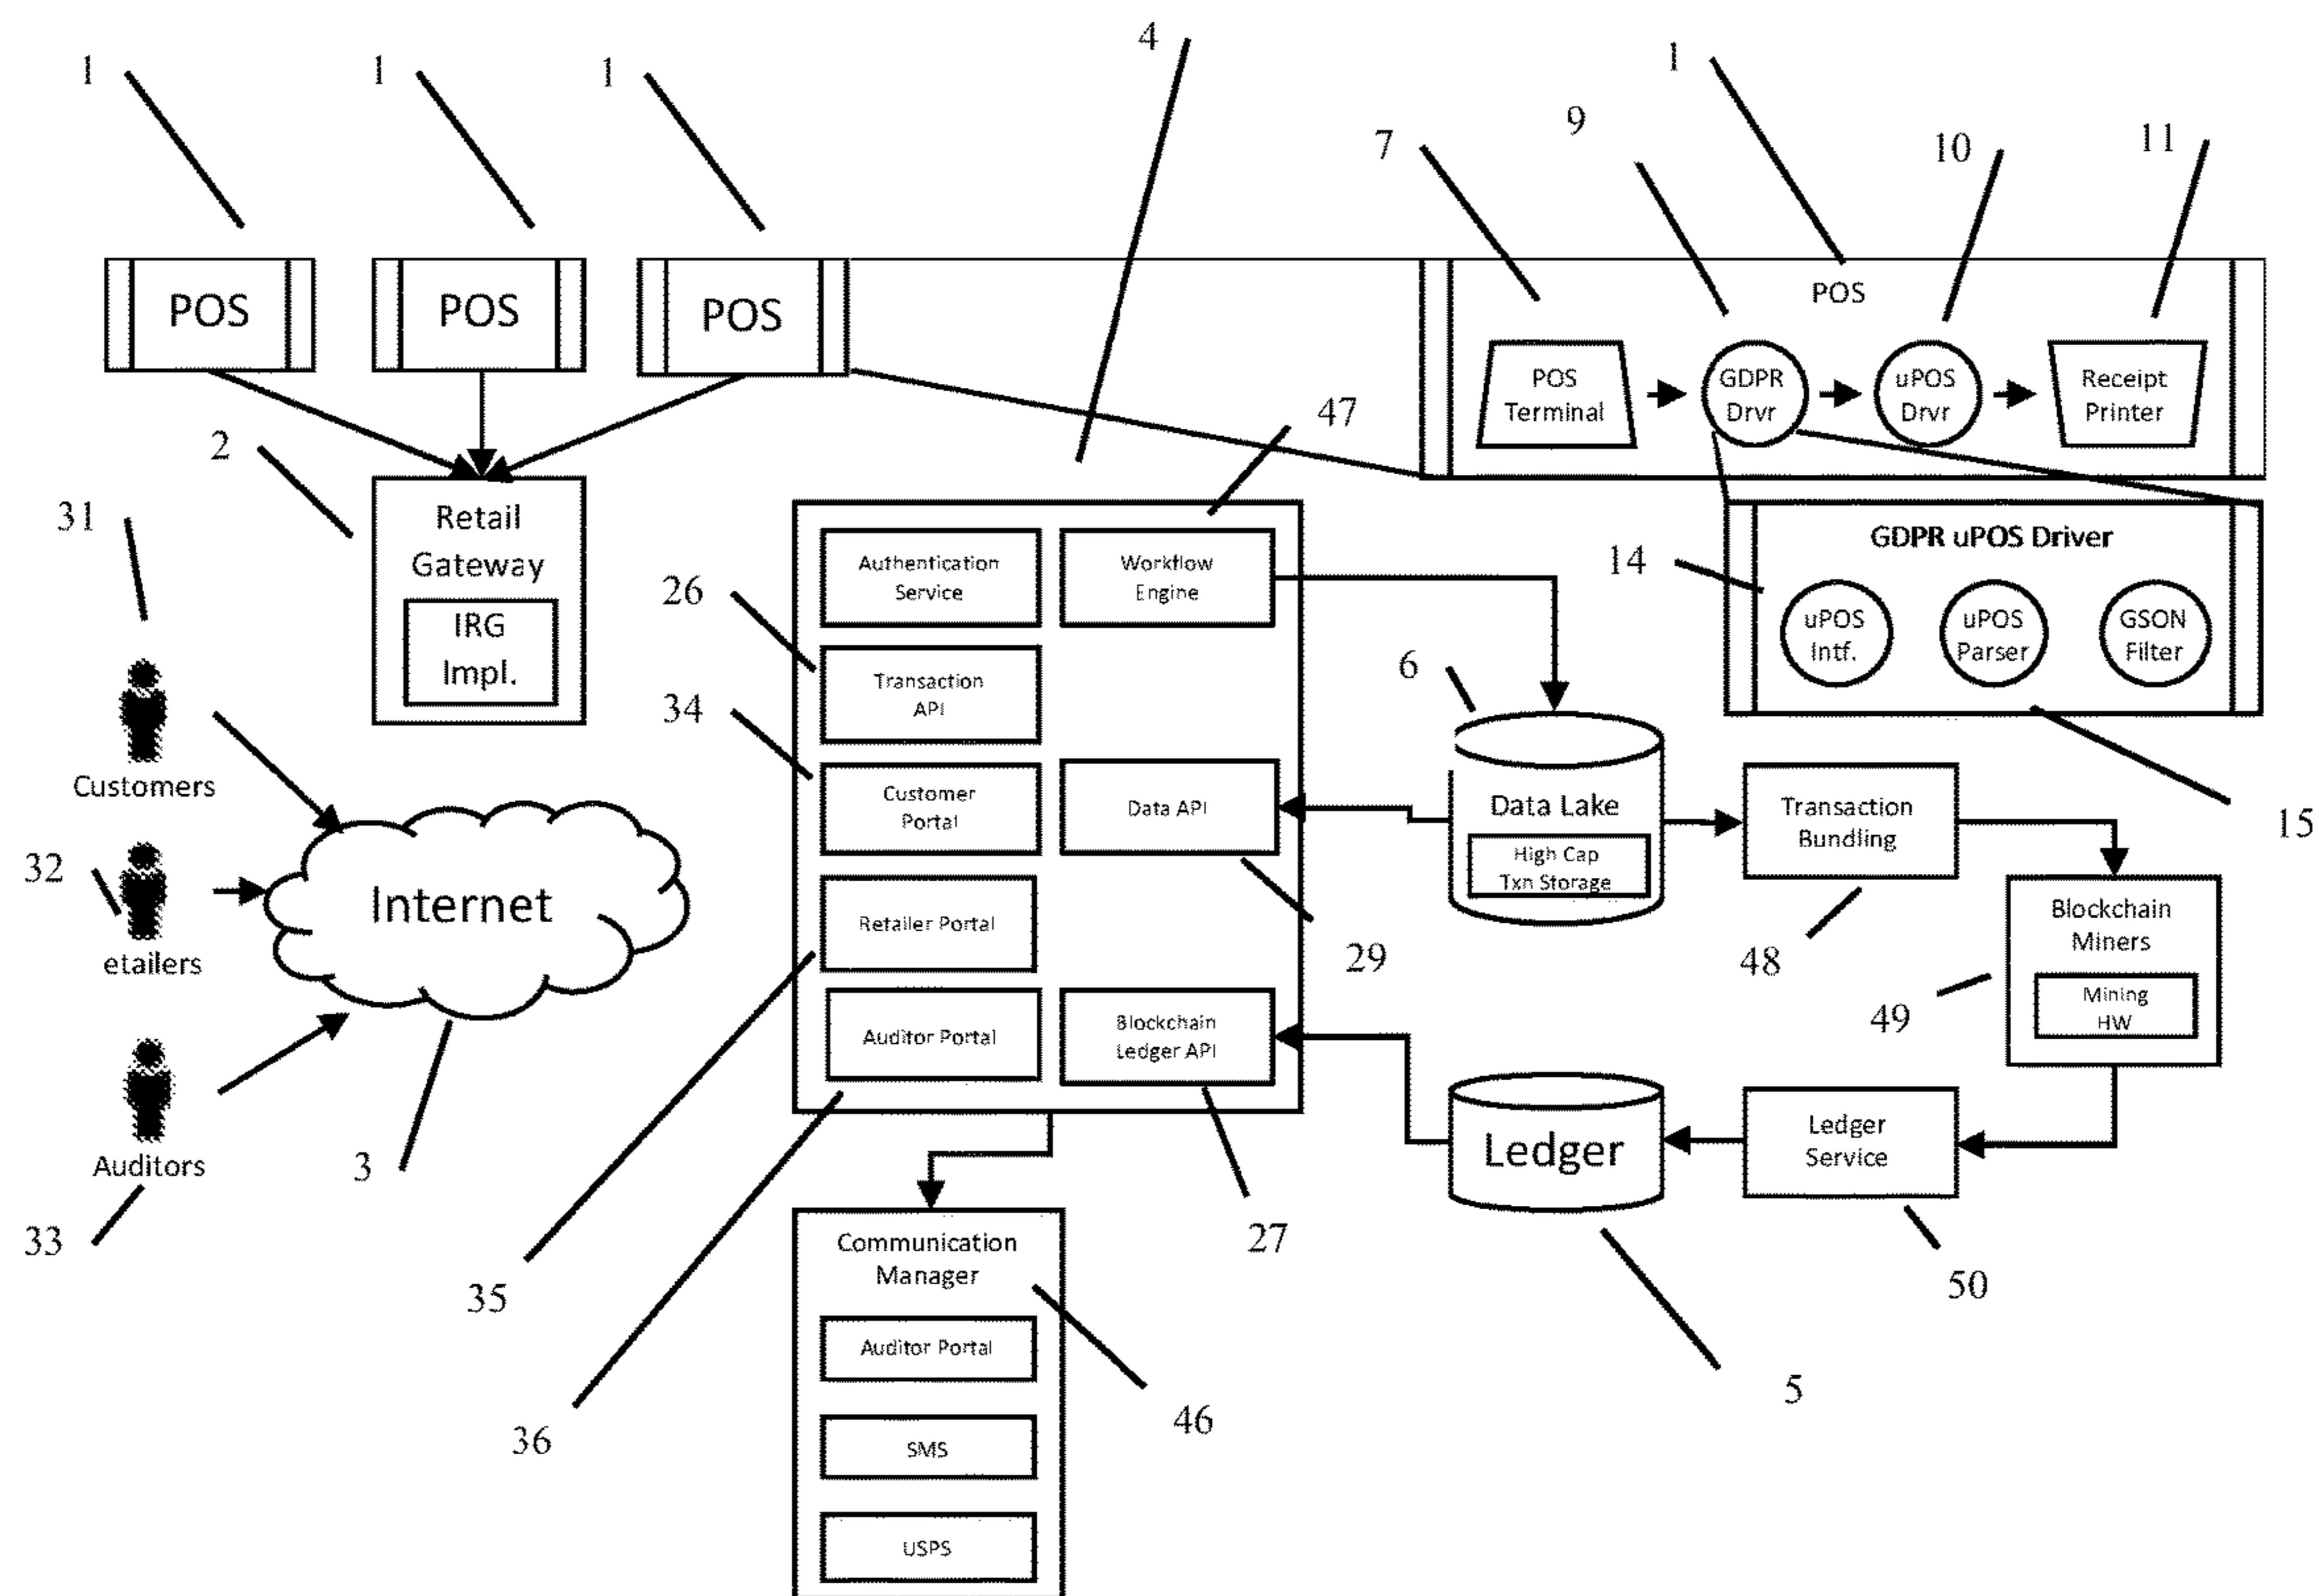 4
1
1
1
1
9
7
10
11
POS
POS
POS
POS
POS
Terminal
GDPR
Drvr
uPOS
Drvr
Receipt
Printer
47
2
Retail
Gateway
IRG
Impl.
31
Customers
32
etailers
Auditors
33
Internet
3
26
34
Authentication
Service
Workflow
Engine
Transaction
API
Customer
Portal
Data API
Retailer Portal
Auditor Portal
Blockchain
Ledger API
29
27
35
36
GDPR uPOS Driver
14
uPOS
Intf.
uPOS
Parser
GSON
Filter
15
6
Data Lake
High Cap
Txn Storage
Transaction
Bundling
48
Blockchain
Miners
Mining
HW
49
Ledger
Service
50
Ledger
5
Communication
Manager
Auditor Portal
SMS
USPS
46